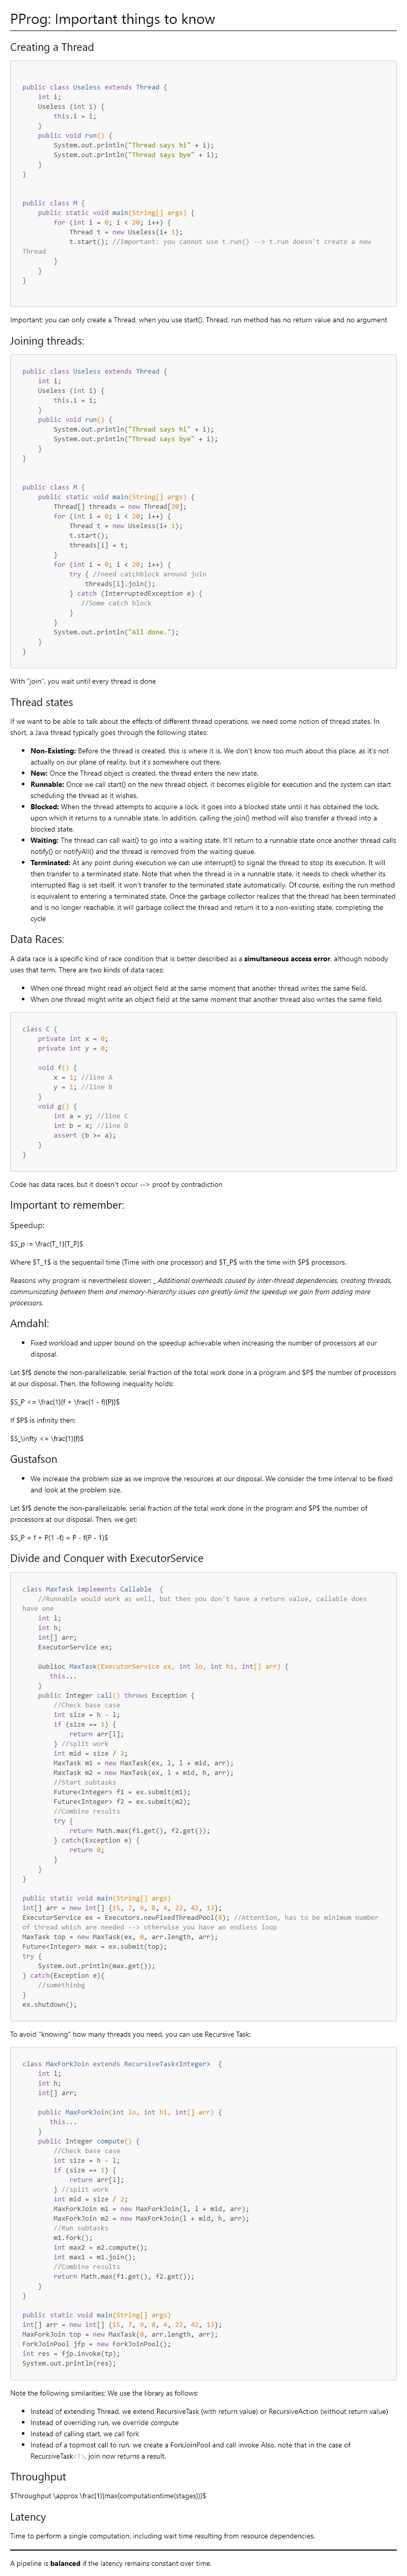 PProg: Important things to know
Creating a Thread
public class Useless extends Thread {
int i;
Useless (int i) {
this.i = i;
}
public void run() {
System.out.println("Thread says hi" + i);
System.out.println("Thread says bye" + i);
}
}
public class M {
public static void main(String[] args) {
for (int i = 0; i < 20; i++) {
Thread t = new Useless(i+ 1);
t.start(); //Important: you cannot use t.run() --> t.run doesn't create a new
Thread
}
}
}
Important: you can only create a Thread, when you use start(). Thread, run method has no return value and no argument
Joining threads:
public class Useless extends Thread {
int i;
Useless (int i) {
this.i = i;
}
public void run() {
System.out.println("Thread says hi" + i);
System.out.println("Thread says bye" + i);
}
}
public class M {
public static void main(String[] args) {
Thread[] threads = new Thread[20];
for (int i = 0; i < 20; i++) {
Thread t = new Useless(i+ 1);
t.start();
threads[i] = t;
}
for (int i = 0; i < 20; i++) {
try { //need catchblock around join
threads[i].join();
} catch (InterruptedException e) {
//Some catch block
}
}
System.out.println("All done.");
}
}
With "join", you wait until every thread is done
Thread states
If we want to be able to talk about the effects of different thread operations, we need some notion of thread states. In
short, a Java thread typically goes through the following states:
• Non-Existing: Before the thread is created, this is where it is. We don't know too much about this place, as it's not
actually on our plane of reality, but it's somewhere out there.
• New: Once the Thread object is created, the thread enters the new state.
• Runnable: Once we call start() on the new thread object, it becomes eligible for execution and the system can start
scheduling the thread as it wishes.
• Blocked: When the thread attempts to acquire a lock, it goes into a blocked state until it has obtained the lock,
upon which it returns to a runnable state. In addition, calling the join() method will also transfer a thread into a
blocked state.
• Waiting: The thread can call wait() to go into a waiting state. It'll return to a runnable state once another thread calls
notify() or notifyAll() and the thread is removed from the waiting queue.
• Terminated: At any point during execution we can use interrupt() to signal the thread to stop its execution. It will
then transfer to a terminated state. Note that when the thread is in a runnable state, it needs to check whether its
interrupted flag is set itself, it won't transfer to the terminated state automatically. Of course, exiting the run method
is equivalent to entering a terminated state. Once the garbage collector realizes that the thread has been terminated
and is no longer reachable, it will garbage collect the thread and return it to a non-existing state, completing the
cycle
Data Races:
A data race is a specific kind of race condition that is better described as a simultaneous access error, although nobody
uses that term. There are two kinds of data races:
• When one thread might read an object field at the same moment that another thread writes the same field.
• When one thread might write an object field at the same moment that another thread also writes the same field.
class C {
private int x = 0;
private int y = 0;
void f() {
x = 1; //line A
y = 1; //line B
}
void g() {
int a = y; //line C
int b = x; //line D
assert (b >= a);
}
}
Code has data races, but it doesn't occur --> proof by contradiction
Important to remember:
Speedup:
$S_p := \frac{T_1}{T_P}$
Where $T_1$ is the sequentail time (Time with one processor) and $T_P$ with the time with $P$ processors.
Reasons why program is nevertheless slower: _ Additional overheads caused by inter-thread dependencies, creating threads,
communicating between them and memory-hierarchy issues can greatly limit the speedup we gain from adding more
processors.
Amdahl:
• Fixed workload and upper bound on the speedup achievable when increasing the number of processors at our
disposal.
Let $f$ denote the non-parallelizable, serial fraction of the total work done in a program and $P$ the number of processors
at our disposal. Then, the following inequality holds:
$S_P <= \frac{1}{f + \frac{1 - f}{P}}$
If $P$ is infinity then:
$S_\infty <= \frac{1}{f}$
Gustafson
• We increase the problem size as we improve the resources at our disposal. We consider the time interval to be fixed
and look at the problem size.
Let $f$ denote the non-parallelizable, serial fraction of the total work done in the program and $P$ the number of
processors at our disposal. Then, we get:
$S_P = f + P(1 -f) = P - f(P - 1)$
Divide and Conquer with ExecutorService
class MaxTask implements Callable  {
//Runnable would work as well, but then you don't have a return value, callable does
have one
int l;
int h;
int[] arr;
ExecutorService ex;
üublioc MaxTask(ExecutorService ex, int lo, int hi, int[] arr) {
this...
}
public Integer call() throws Exception {
//Check base case
int size = h - l;
if (size == 1) {
return arr[l];
} //split work
int mid = size / 2;
MaxTask m1 = new MaxTask(ex, l, l + mid, arr);
MaxTask m2 = new MaxTask(ex, l + mid, h, arr);
//Start subtasks
Future<Integer> f1 = ex.submit(m1);
Future<Integer> f2 = ex.submit(m2);
//Combine results
try {
return Math.max(f1.get(), f2.get());
} catch(Exception e) {
return 0;
}
}
}
public static void main(String[] args)
int[] arr = new int[] {15, 7, 9, 8, 4, 22, 42, 13};
ExecutorService ex = Executors.newFixedThreadPool(8); //Attention, has to be minimum number
of thread which are needed --> otherwise you have an endless loop
MaxTask top = new MaxTask(ex, 0, arr.length, arr);
Future<Integer> max = ex.submit(top);
try {
System.out.println(max.get());
} catch(Exception e){
//somethinbg
}
ex.shutdown();
To avoid "knowing" how many threads you need, you can use Recursive Task:
class MaxForkJoin extends RecursiveTask<Integer>  {
int l;
int h;
int[] arr;
public MaxForkJoin(int lo, int hi, int[] arr) {
this...
}
public Integer compute() {
//Check base case
int size = h - l;
if (size == 1) {
return arr[l];
} //split work
int mid = size / 2;
MaxForkJoin m1 = new MaxForkJoin(l, l + mid, arr);
MaxForkJoin m2 = new MaxForkJoin(l + mid, h, arr);
//Run subtasks
m1.fork();
int max2 = m2.compute();
int max1 = m1.join();
//Combine results
return Math.max(f1.get(), f2.get());
}
}
public static void main(String[] args)
int[] arr = new int[] {15, 7, 9, 8, 4, 22, 42, 13};
MaxForkJoin top = new MaxTask(0, arr.length, arr);
ForkJoinPool jfp = new ForkJoinPool();
int res = fjp.invoke(tp);
System.out.println(res);
Note the following similarities: We use the library as follows:
• Instead of extending Thread, we extend RecursiveTask (with return value) or RecursiveAction (without return value)
• Instead of overriding run, we override compute
• Instead of calling start, we call fork
• Instead of a topmost call to run, we create a ForkJoinPool and call invoke Also, note that in the case of
RecursiveTask<T>, join now returns a result.
Throughput
$Throughput \approx \frac{1}{max(computationtime(stages))}$
Latency
Time to perform a single computation, including wait time resulting from resource dependencies.
A pipeline is balanced if the latency remains constant over time.